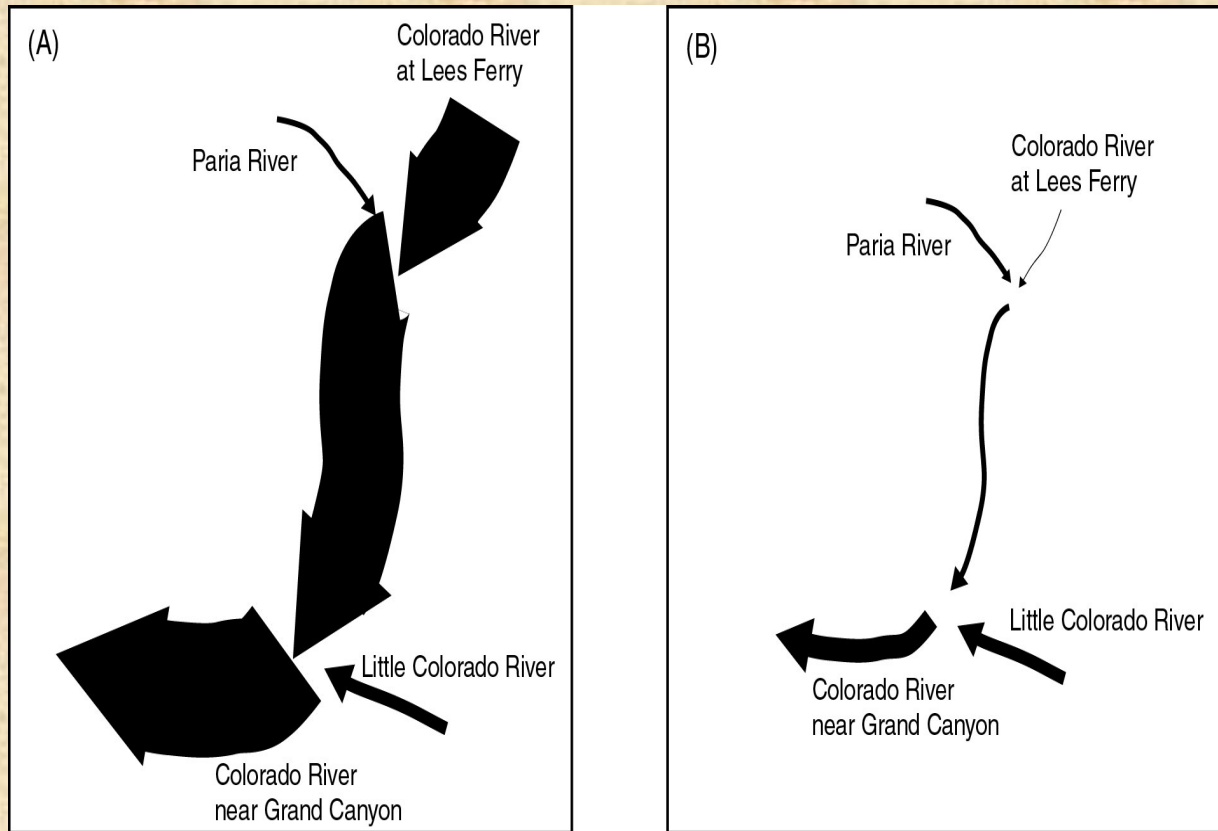 (A)
Colorado River
at Lees Ferry
Paria River
Little Colorado River
Colorado River
near Grand Canyon
(B)
Colorado River
at Lees Ferry
Paria River
Little Colorado River
Colorado River
near Grand Canyon